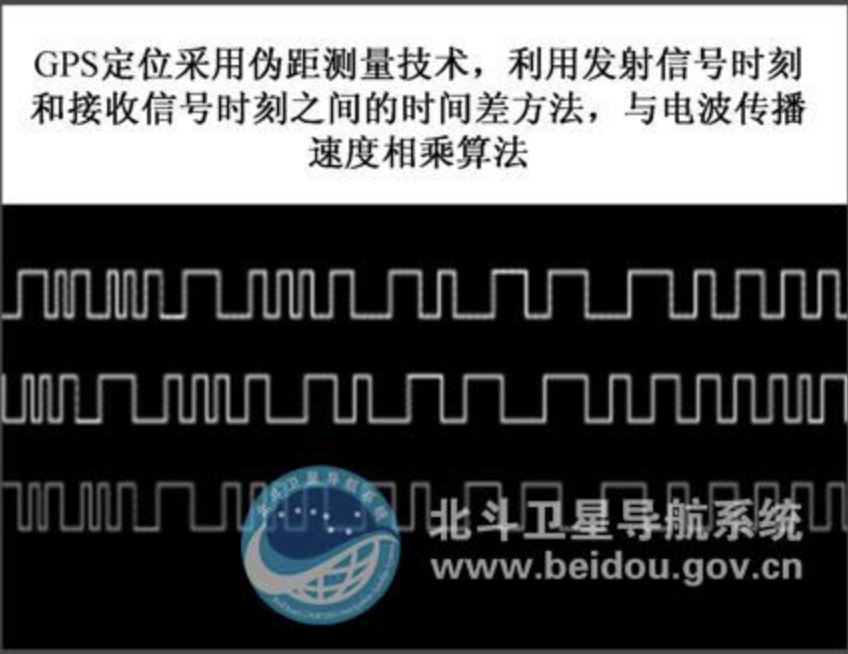 GPS定位采用伪距测量技术，利用发射信号时刻
和接收信号时刻之间的时间差方法，与电波传播
速度相乘算法
北斗卫星导航系统
北斗卫星导航系统
www.beidou.gov.cn